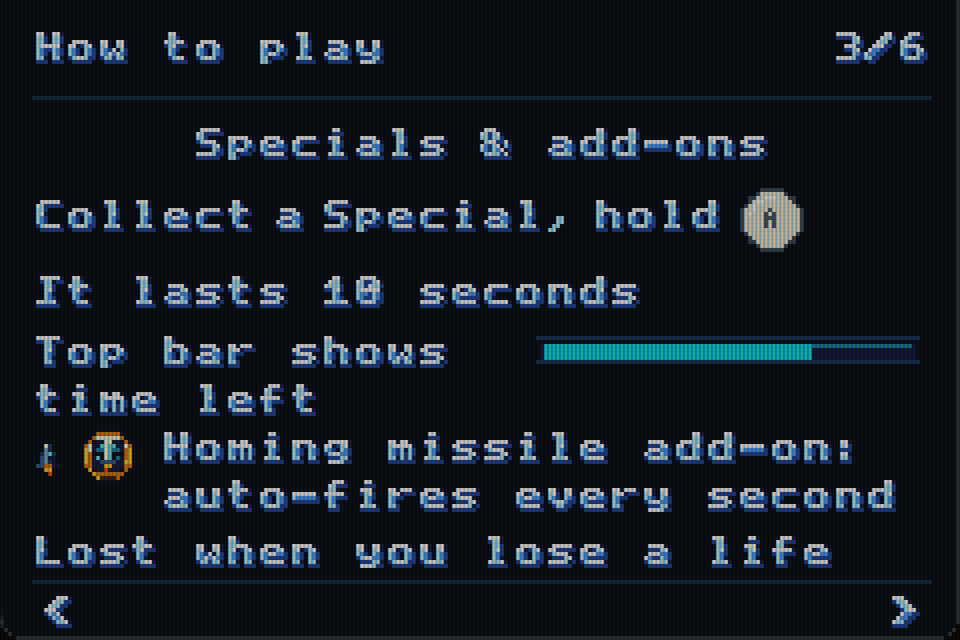 How to play 3/6
Specials & add-ons
Collect a Special, hold A
It lasts 10 seconds
Top bar shows
time left
Homing missile add-on:
auto-fires every second
Lost when you lose a life
< >